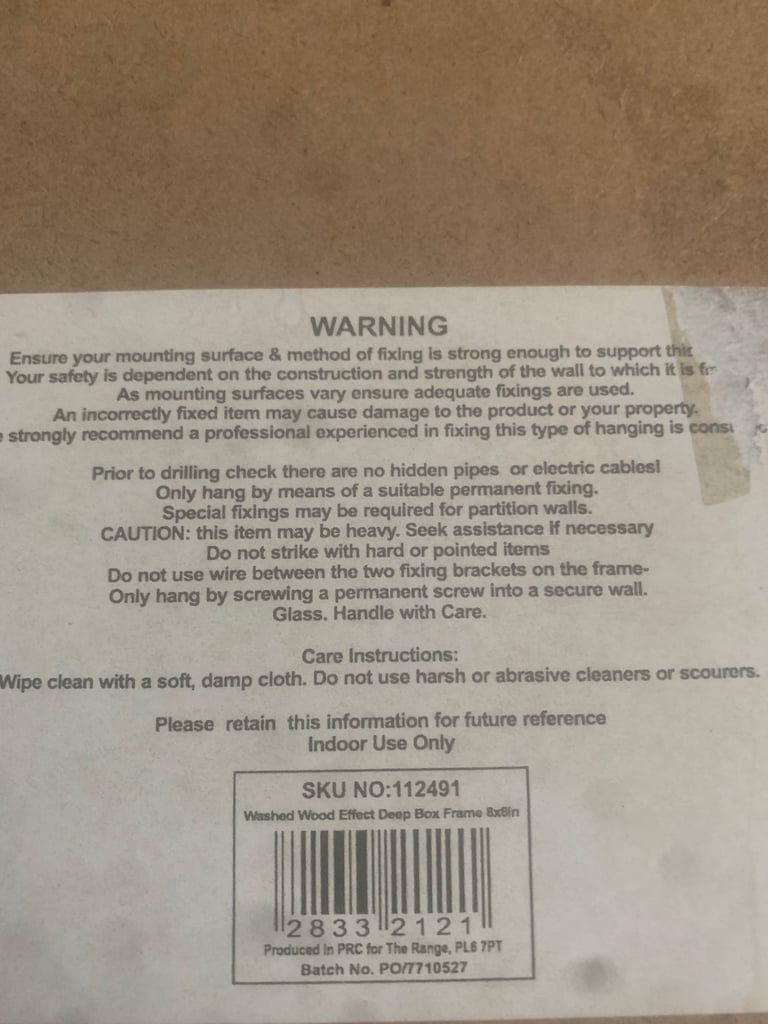 WARNING
Ensure your mounting surface & method of fixing is strong enough to support this
Your safety is dependent on the construction and strength of the wall to which it is
As mounting surfaces vary ensure adequate fixings are used.
An incorrectly fixed item may cause damage to the product or your property.
strongly recommend a professional experienced in fixing this type of hanging is
Prior to drilling check there are no hidden pipes or electric cables!
Only hang by means of a suitable permanent fixing.
Special fixings may be required for partition walls.
CAUTION: this item may be heavy. Seek assistance if necessary
Do not strike with hard or pointed items
Do not use wire between the two fixing brackets on the frame-
Only hang by screwing a permanent screw into a secure wall.
Glass. Handle with Care.
Care Instructions:
Wipe clean with a soft, damp cloth. Do not use harsh or abrasive cleaners or scourers.
Please retain this information for future reference
Indoor Use Only
SKU NO:112491
Washed Wood Effect Deep Box Frame 8x8in
2833 2121
Produced in PRC for The Range, PL6 7PT
Batch No. PO/7710527